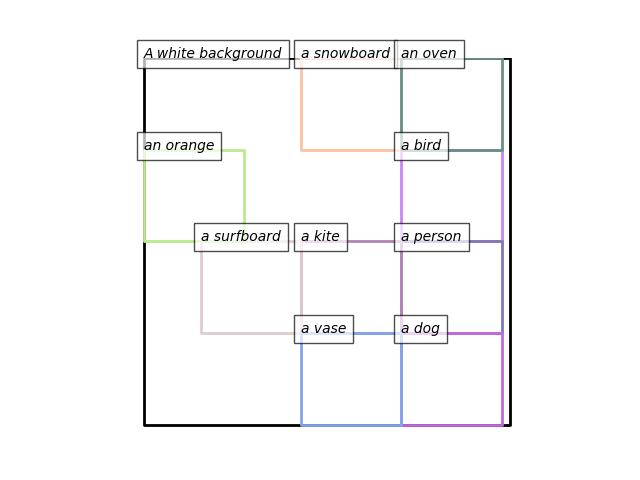 A white background
a snowboard
an oven
an orange
a bird
a surfboard
a kite
a person
a vase
a dog